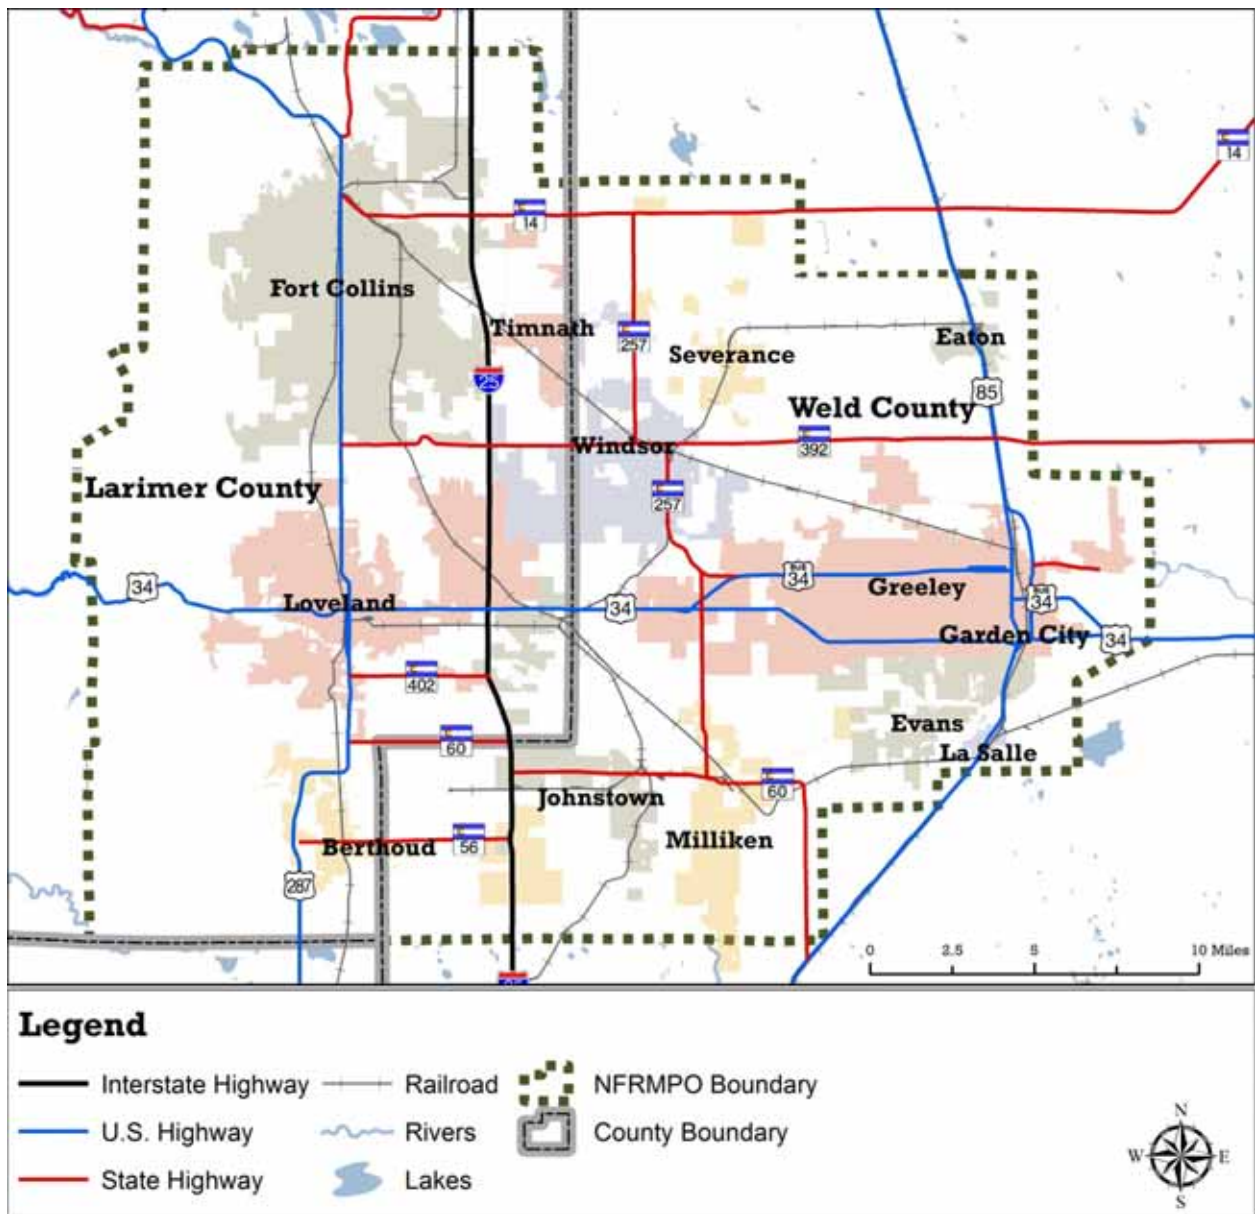 14
14
Fort Collins
Timnath
257
Severance
Eaton
25
85
Weld County
Windsor
392
Larimer County
257
34
Loveland
34
BUS
34
Greeley
BUS
34
Garden City
34
402
Evans
La Salle
60
Johnstown
60
Milliken
Berthoud
56
287
0 2.5 5 10 Miles
Legend
Interstate Highway
Railroad
NFRMPO Boundary
U.S. Highway
Rivers
County Boundary
State Highway
Lakes
N
W E
S